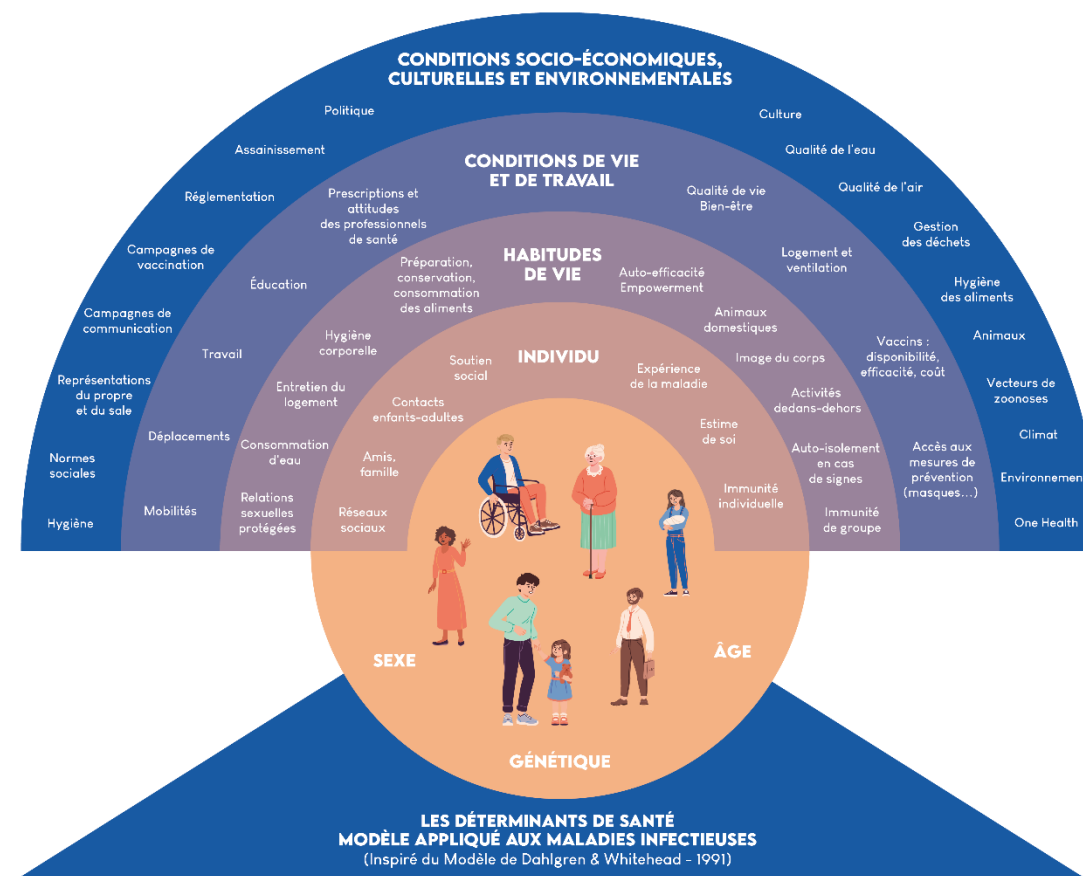 CONDITIONS SOCIO-ÉCONOMIQUES,
CULTURELLES ET ENVIRONNEMENTALES
Politique
Assainissement
Réglementation
Campagnes de
vaccination
Campagnes de
communication
Représentations
du propre
et du sale
Normes
sociales
Hygiène
Culture
Qualité de l'eau
Qualité de l'air
Gestion
des déchets
Hygiène
des aliments
Animaux
Vecteurs de
zoonoses
Climat
Environnemen
One Health
CONDITIONS DE VIE
ET DE TRAVAIL
Prescriptions et
attitudes
des professionnels
de santé
Éducation
Travail
Déplacements
Mobilités
Qualité de vie
Bien-être
Logement et
ventilation
Vaccins :
disponibilité,
efficacité, coût
Accès aux
mesures de
prévention
(masques...)
HABITUDES
DE VIE
Préparation,
conservation,
consommation
des aliments
Hygiène
corporelle
Entretien du
logement
Consommation
d'eau
Relations
sexuelles
protégées
Auto-efficacité
Empowerment
Animaux
domestiques
Image du corps
Activités
dedans-dehors
Auto-isolement
en cas
de signes
Immunité
de groupe
INDIVIDU
Soutien
social
Contacts
enfants-adultes
Amis,
famille
Réseaux
sociaux
Expérience
de la maladie
Estime
de soi
Immunité
individuelle
SEXE
ÂGE
GÉNÉTIQUE
LES DÉTERMINANTS DE SANTÉ
MODÈLE APPLIQUÉ AUX MALADIES INFECTIEUSES
(Inspiré du Modèle de Dahlgren & Whitehead - 1991)